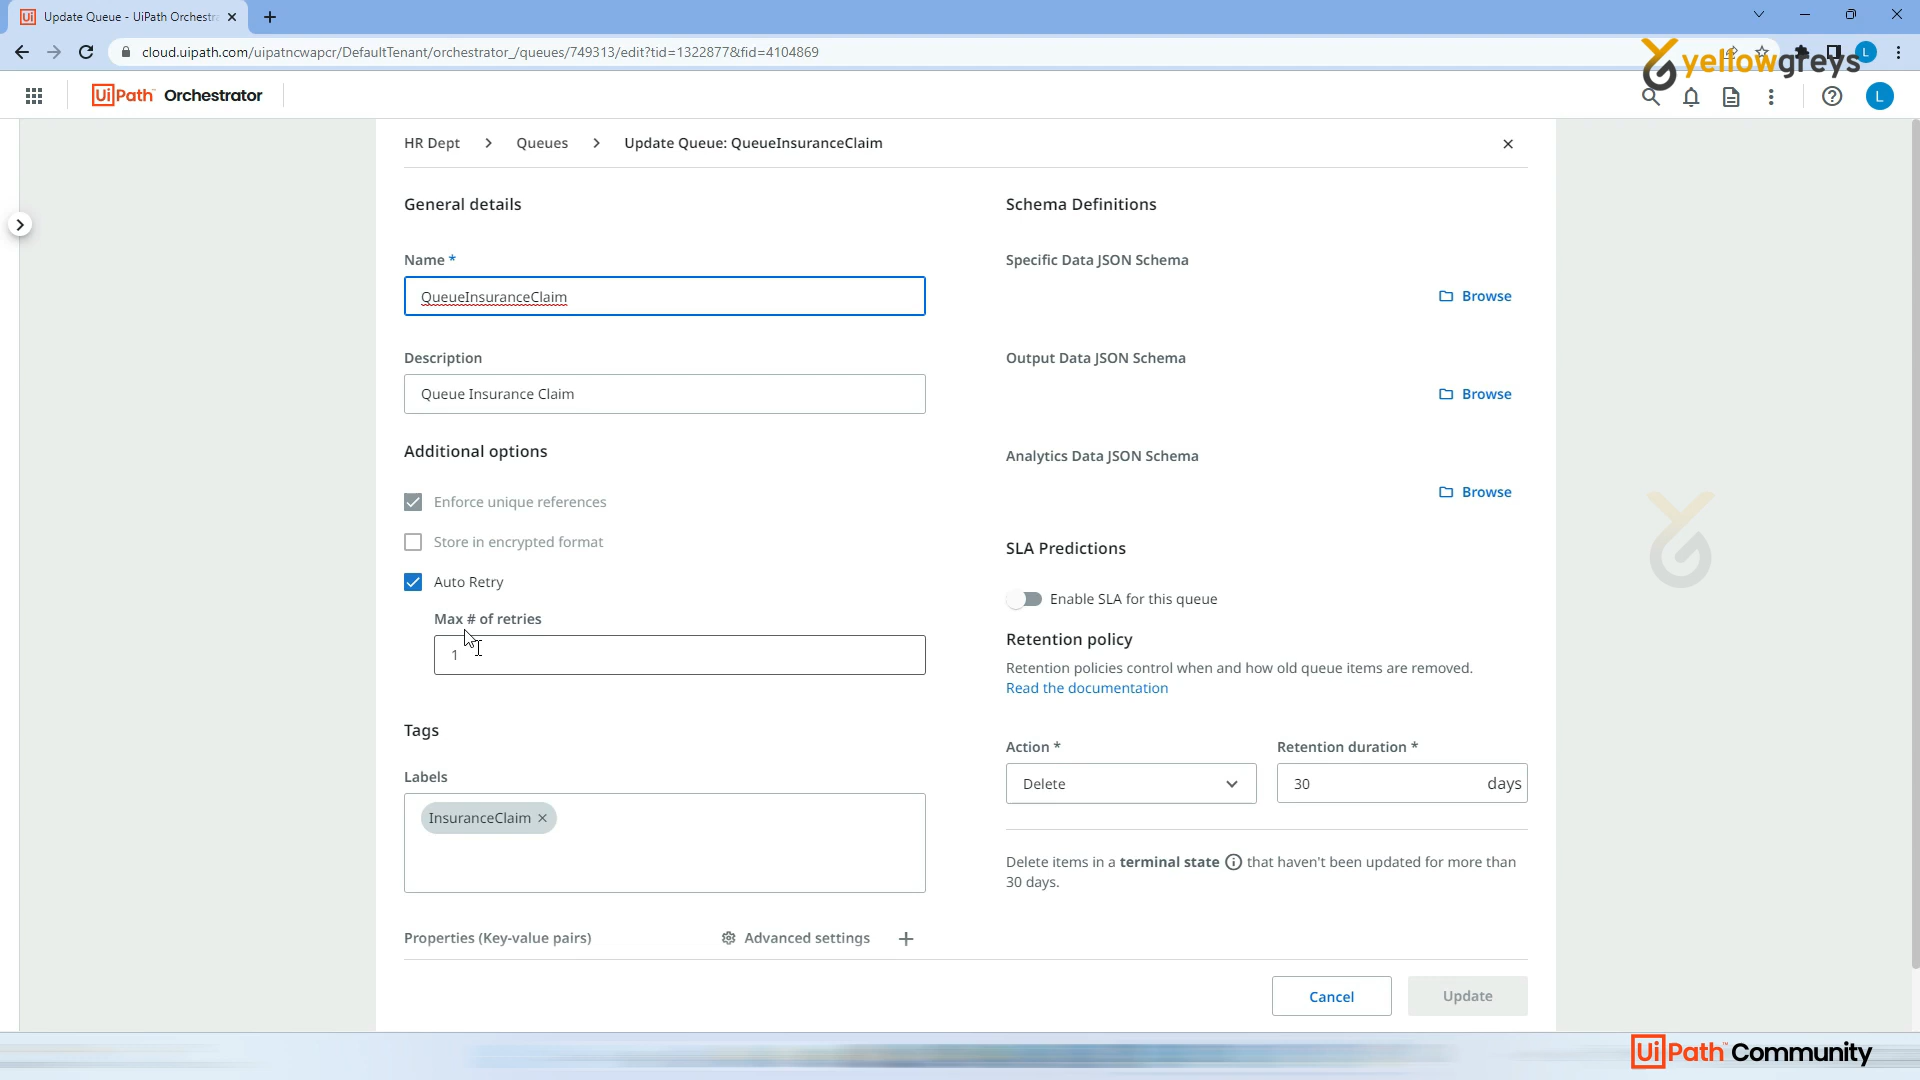 Update Queue - UiPath Orchestr
cloud.uipath.com/uipatncwapcr/DefaultTenant/orchestrator_/queues/749313/edit?tid=1322877&fid=4104869
L
yellowgreys
UiPath Orchestrator
L
HR Dept > Queues > Update Queue: QueueInsuranceClaim
General details
Name *
QueueInsuranceClaim
Description
Queue Insurance Claim
Additional options
Enforce unique references
Store in encrypted format
Auto Retry
Max # of retries
1
Tags
Labels
InsuranceClaim
Properties (Key-value pairs)
Advanced settings
Schema Definitions
Specific Data JSON Schema
Browse
Output Data JSON Schema
Browse
Analytics Data JSON Schema
Browse
SLA Predictions
Enable SLA for this queue
Retention policy
Retention policies control when and how old queue items are removed.
Read the documentation
Action *
Delete
Retention duration *
30 days
Delete items in a terminal state that haven't been updated for more than
30 days.
Cancel
Update
UiPath™ Community